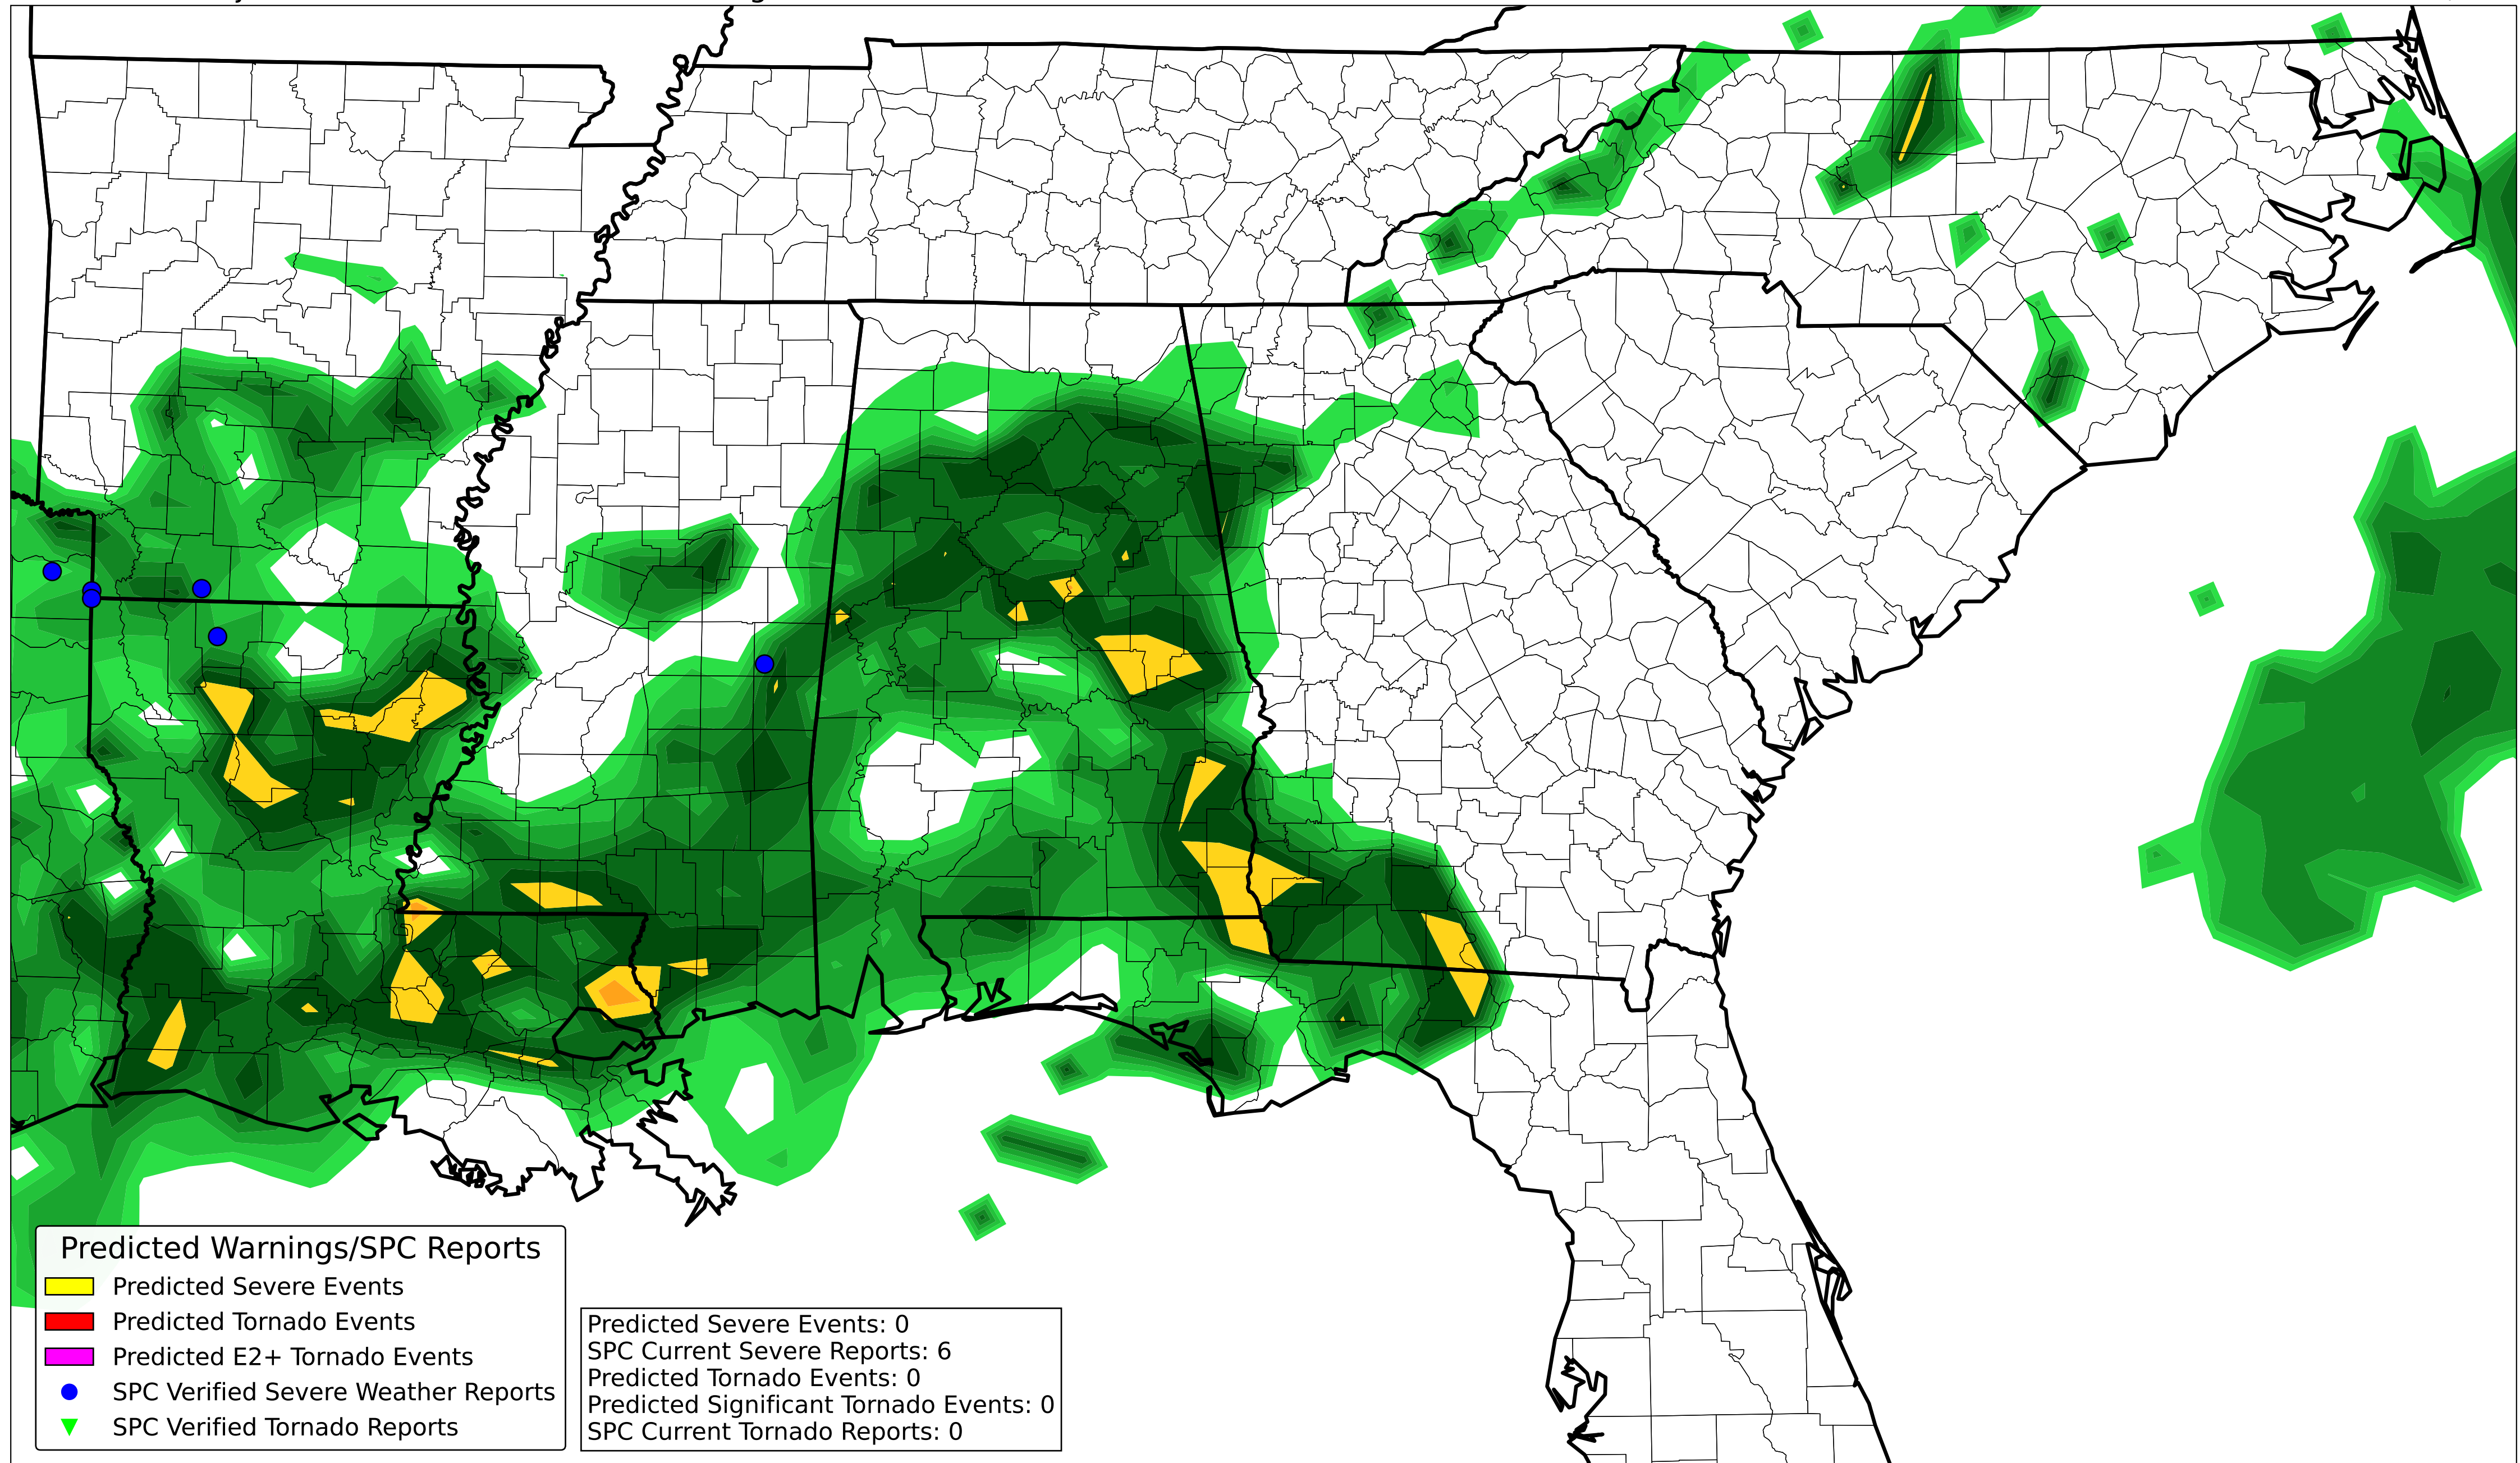 Predicted Warnings/SPC Reports
Predicted Severe Events
Predicted Tornado Events
Predicted E2+ Tornado Events
SPC Verified Severe Weather Reports
SPC Verified Tornado Reports
Predicted Severe Events: 0
SPC Current Severe Reports: 6
Predicted Tornado Events: 0
Predicted Significant Tornado Events: 0
SPC Current Tornado Reports: 0